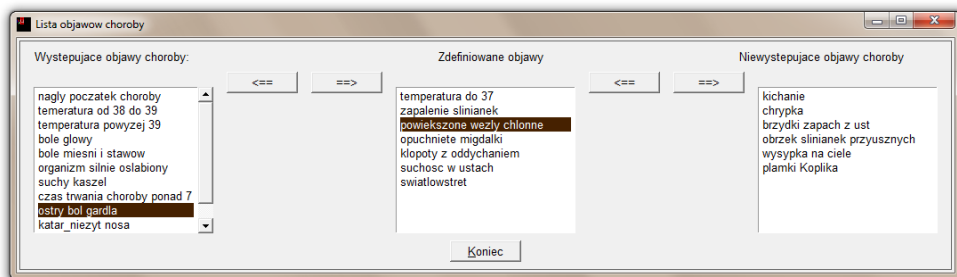 Lista objawow choroby
Wystepujace objawy choroby:
Zdefiniowane objawy
Niewystepujace objawy choroby
<==
==>
<==
==>
nagly poczatek choroby
temeratura od 38 do 39
temperatura powyzej 39
bole glowy
bole miesni i stawow
organizm silnie oslabiony
suchy kaszel
czas trwania choroby ponad 7
ostry bol gardla
katar_niezyt nosa
temperatura do 37
zapalenie slinianek
powiekszone wezly chlonne
opuchniete migdalki
klopoty z oddychaniem
suchosc w ustach
swiatlowstret
kichanie
chrypka
brzydki zapach z ust
obrzek slinianek przyusznych
wysypka na ciele
plamki Koplika
Koniec